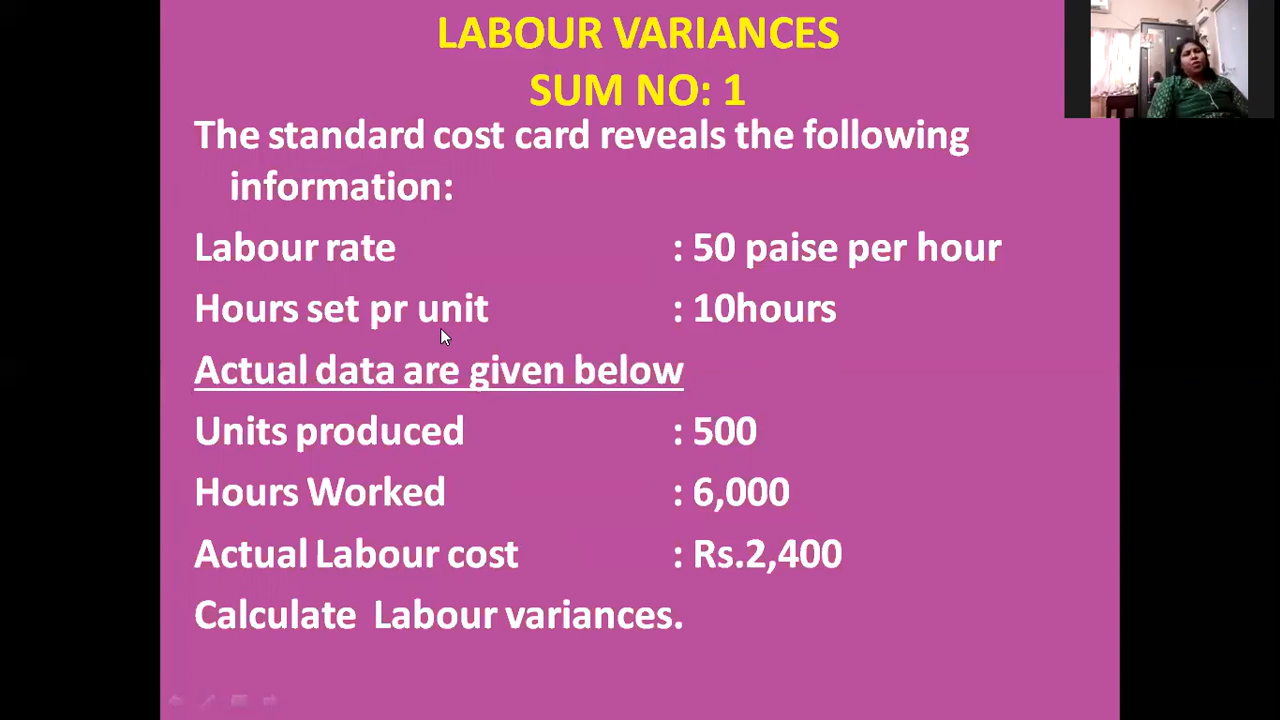 LABOUR VARIANCES
SUM NO: 1
The standard cost card reveals the following
information:
Labour rate : 50 paise per hour
Hours set pr unit : 10hours
Actual data are given below
Units produced : 500
Hours Worked : 6,000
Actual Labour cost : Rs.2,400
Calculate Labour variances.